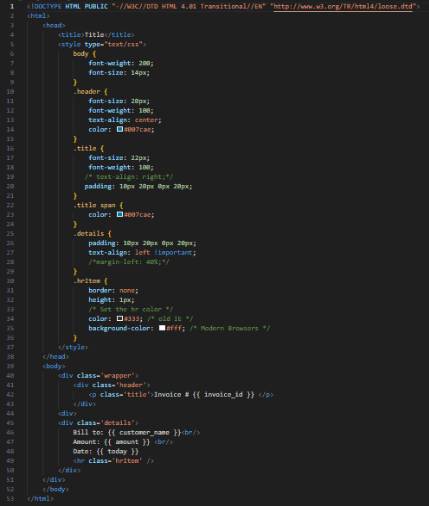 1 <!DOCTYPE HTML PUBLIC "-//W3C//DTD HTML 4.01 Transitional//EN" "http://www.w3.org/TR/html4/loose.dtd">
2 <html>
3 <head>
4 <title>Title</title>
5 <style type="text/css">
6 body {
7 font-weight: 200;
8 font-size: 14px;
9 }
10 .header {
11 font-size: 20px;
12 font-weight: 100;
13 text-align: center;
14 color: #007cae;
15 }
16 .title {
17 font-size: 22px;
18 font-weight: 100;
19 /* text-align: right;*/
20 padding: 10px 20px 0px 20px;
21 }
22 .title span {
23 color: #007cae;
24 }
25 .details {
26 padding: 10px 20px 0px 20px;
27 text-align: left !important;
28 /*margin-left: 40%;*/
29 }
30 .hrItem {
31 border: none;
32 height: 1px;
33 /* Set the hr color */
34 color: #333; /* old IE */
35 background-color: #fff; /* Modern Browsers */
36 }
37 </style>
38 </head>
39 <body>
40 <div class='wrapper'>
41 <div class='header'>
42 <p class='title'>Invoice # {{ invoice_id }} </p>
43 </div>
44 <div>
45 <div class='details'>
46 Bill to: {{ customer_name }}<br/>
47 Amount: {{ amount }} <br/>
48 Date: {{ today }}
49 <hr class='hrItem' />
50 </div>
51 </div>
52 </body>
53 </html>